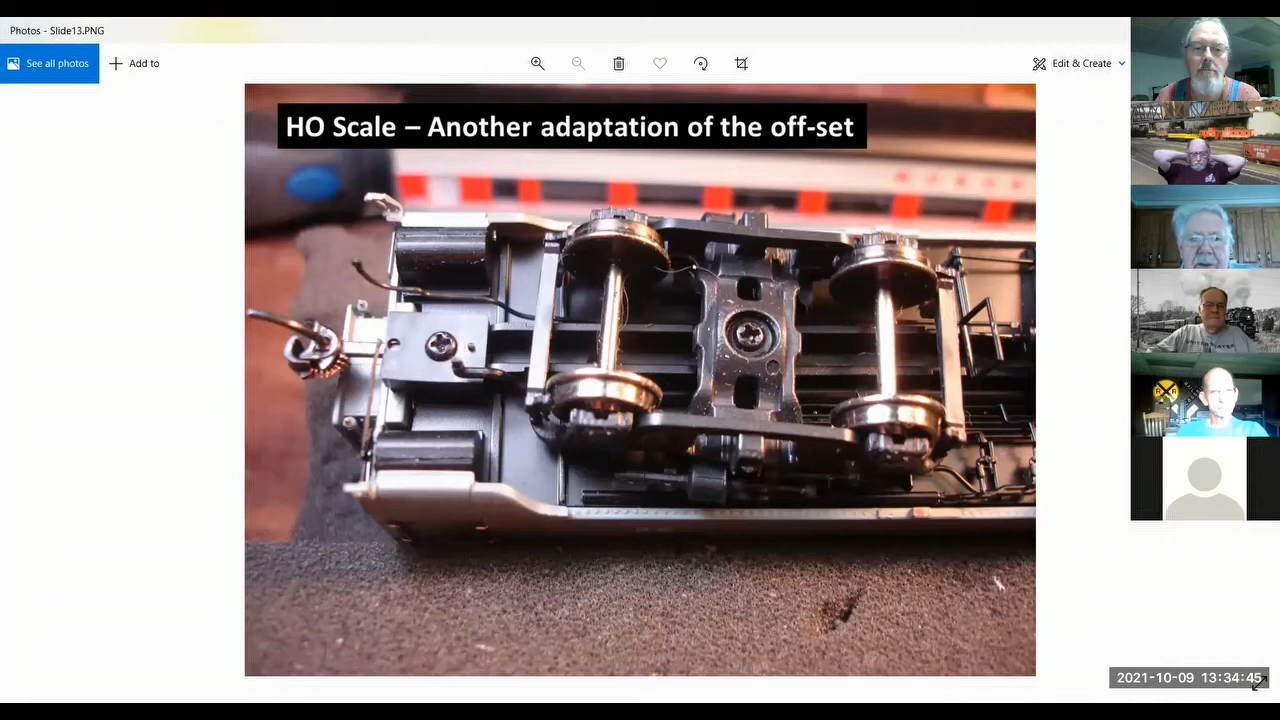 Photos - Slide13.PNG
See all photos
Add to
Edit & Create
HO Scale – Another adaptation of the off-set
2021-10-09 13:34:45